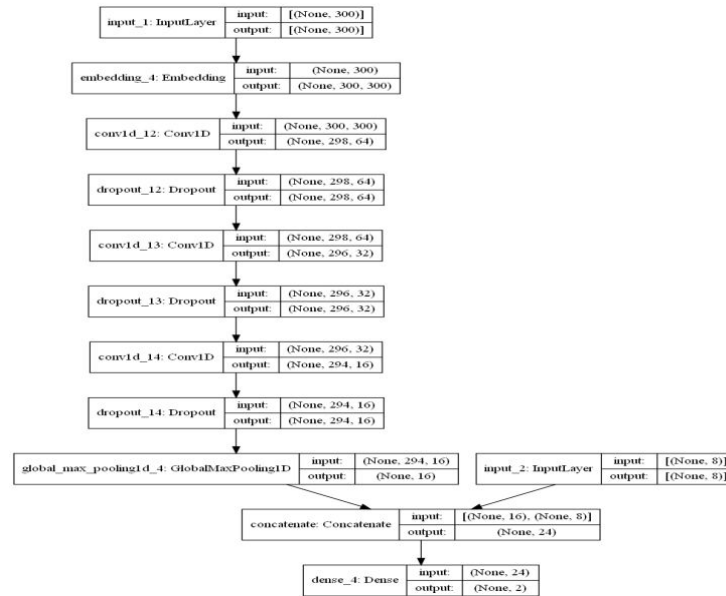 input_1: InputLayer
input: [(None, 300)]
output: [(None, 300)]
embedding_4: Embedding
input: (None, 300)
output: (None, 300, 300)
conv1d_12: Conv1D
input: (None, 300, 300)
output: (None, 298, 64)
dropout_12: Dropout
input: (None, 298, 64)
output: (None, 298, 64)
conv1d_13: Conv1D
input: (None, 298, 64)
output: (None, 296, 32)
dropout_13: Dropout
input: (None, 296, 32)
output: (None, 296, 32)
conv1d_14: Conv1D
input: (None, 296, 32)
output: (None, 294, 16)
dropout_14: Dropout
input: (None, 294, 16)
output: (None, 294, 16)
global_max_pooling1d_4: GlobalMaxPooling1D
input: (None, 294, 16)
output: (None, 16)
input_2: InputLayer
input: [(None, 8)]
output: [(None, 8)]
concatenate: Concatenate
input: [(None, 16), (None, 8)]
output: (None, 24)
dense_4: Dense
input: (None, 24)
output: (None, 2)